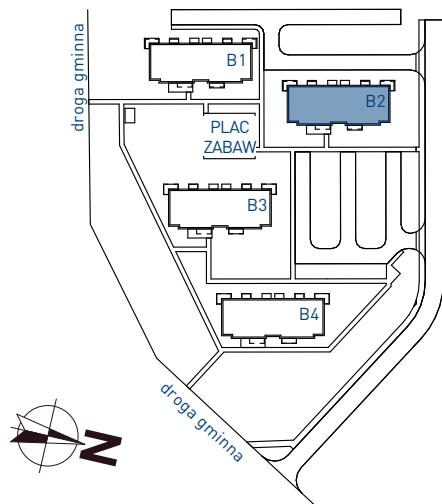 droga gminna
B1
B2
PLAC
ZABAW
B3
B4
droga gminna
N